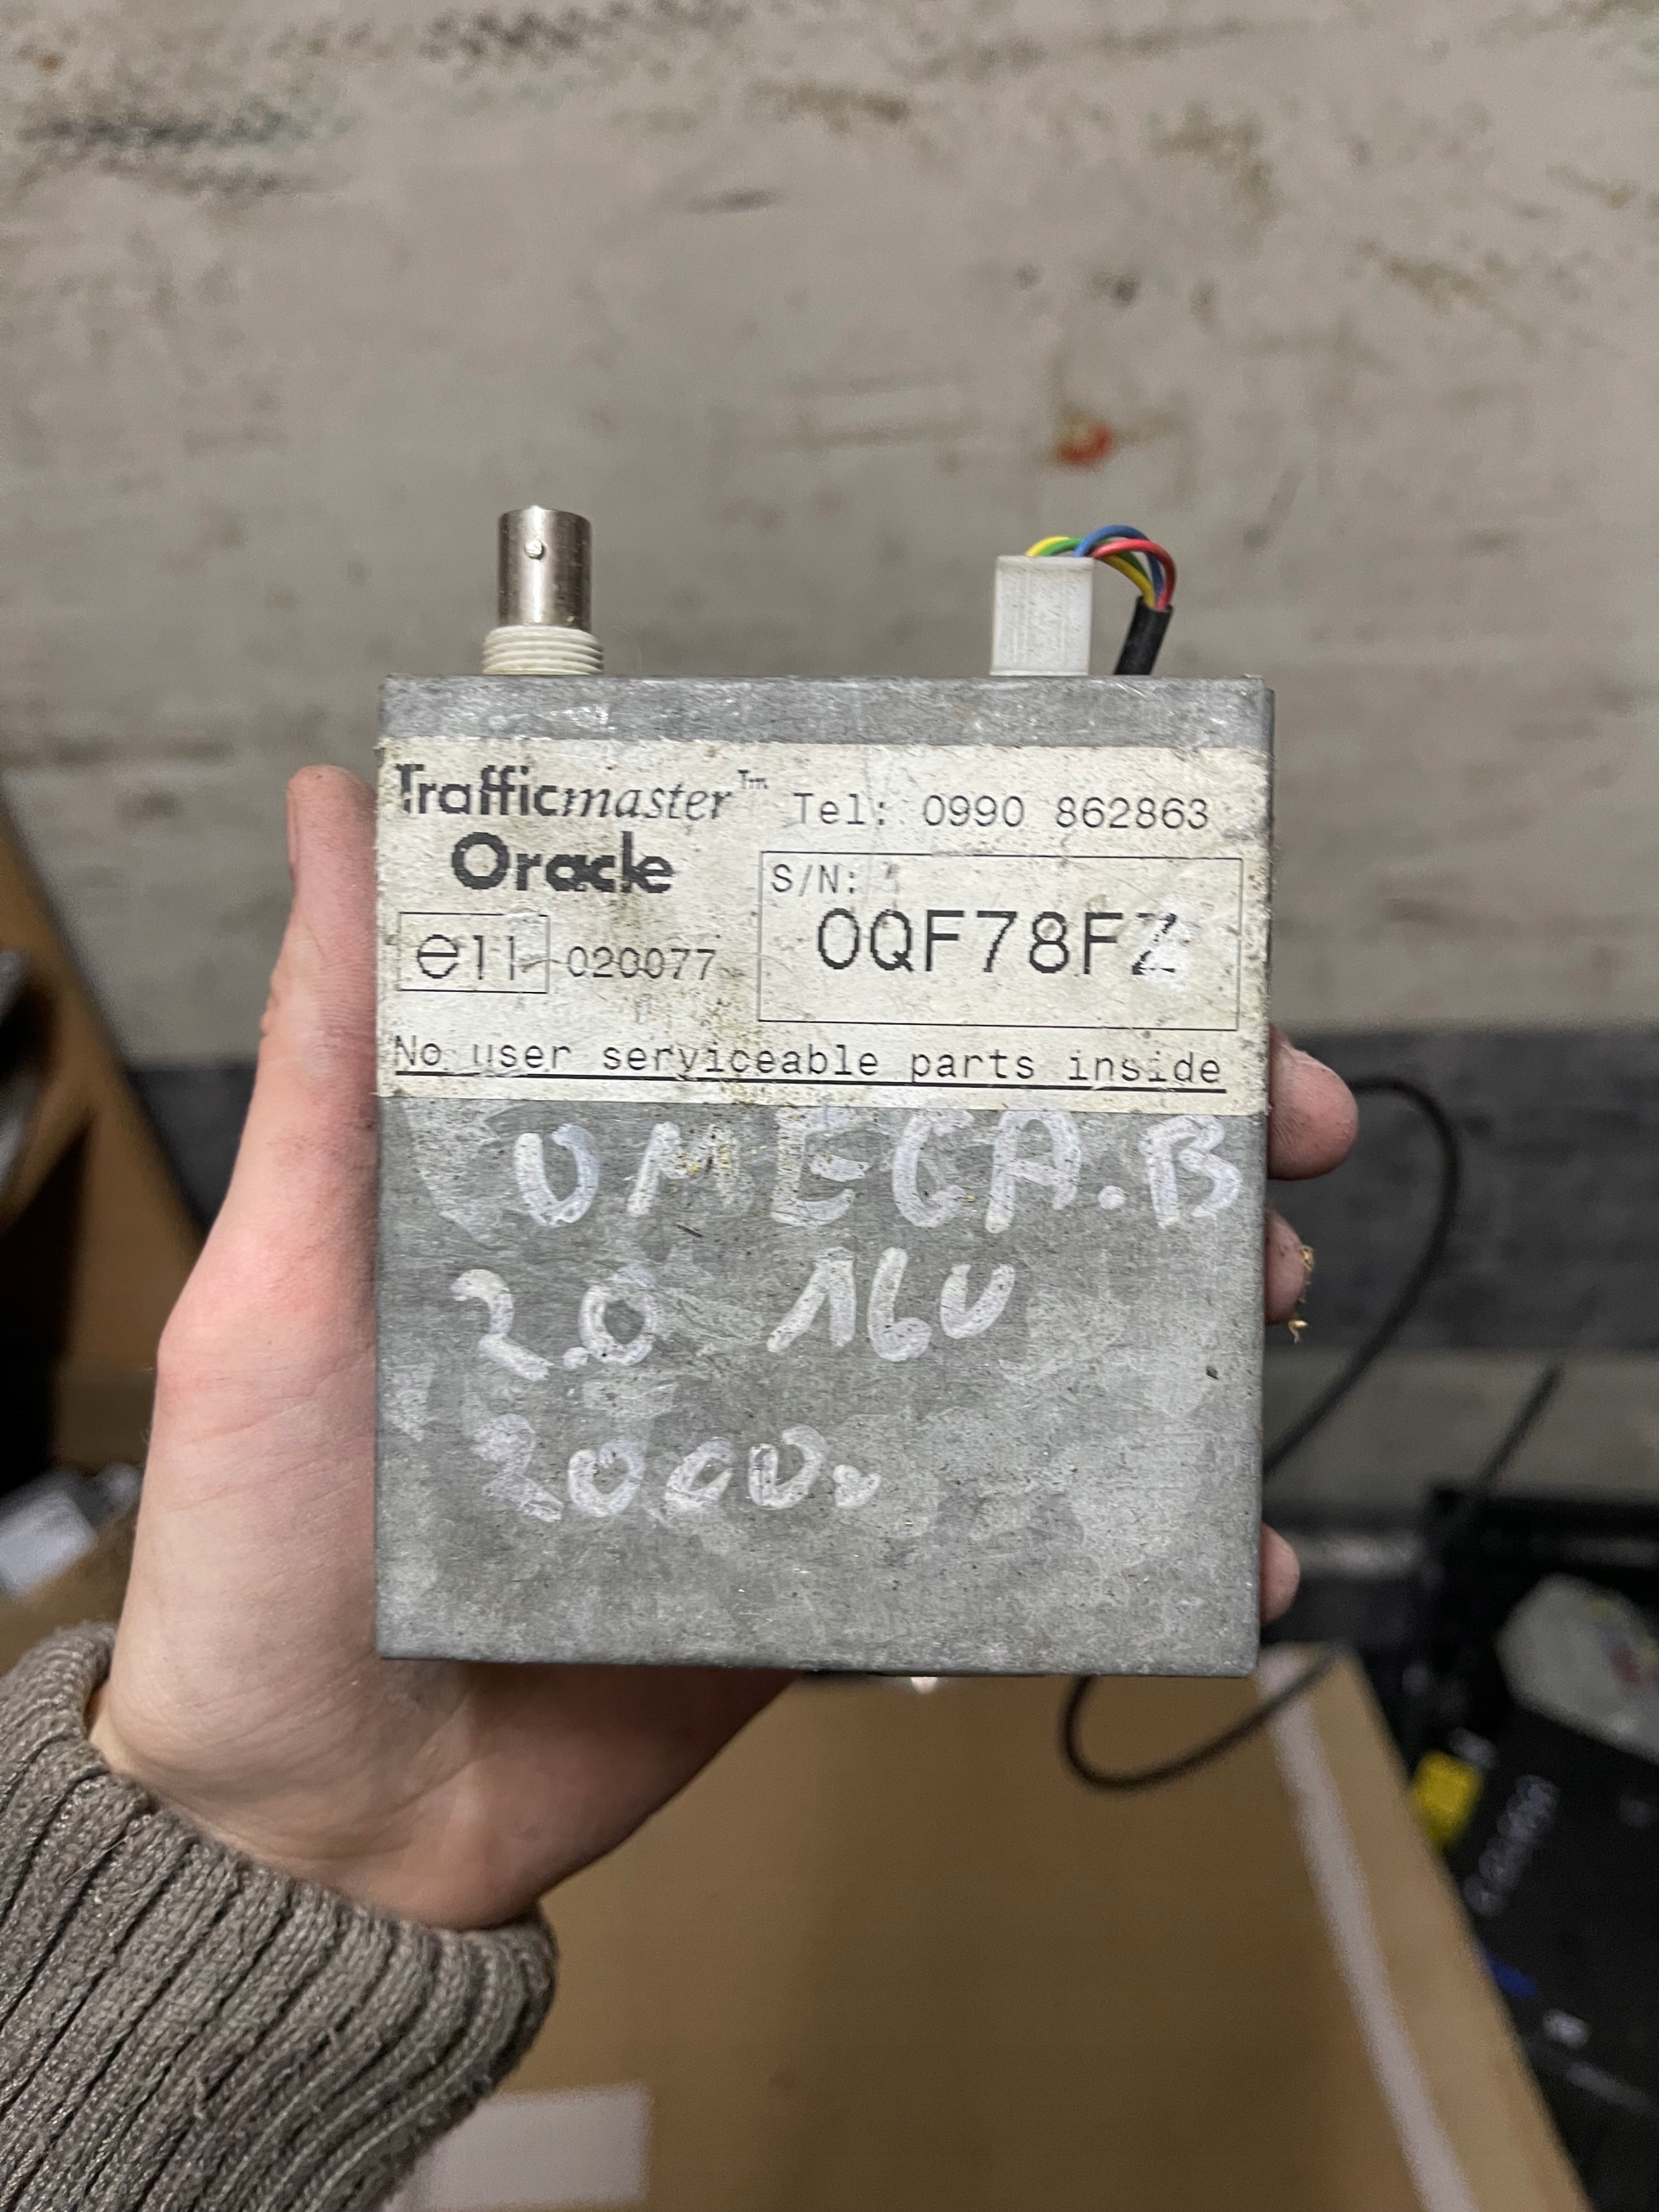 Trafficmaster™ Tel: 0990 862863
Oracle
S/N:
0QF78FZ
e11 020077
No user serviceable parts inside
OMEGA.B
2.0 16V
2000r